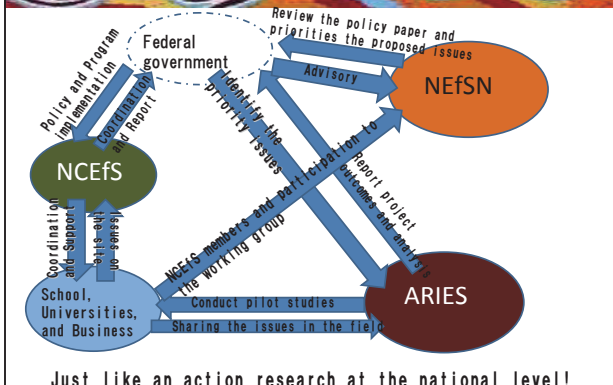 Federal
government
Review the policy paper and
priorities the proposed issues
Advisory
NEfSN
Policy and Program
implementation
Coordination
and Report
Identify the
priority issues
NCEfS
Report project
outcomes and analysis
NCEfS members and participation to
the working group
Coordination
and Support
Issues on
the site
School,
Universities,
and Business
Conduct pilot studies
Sharing the issues in the field
ARIES
Just like an action research at the national level!